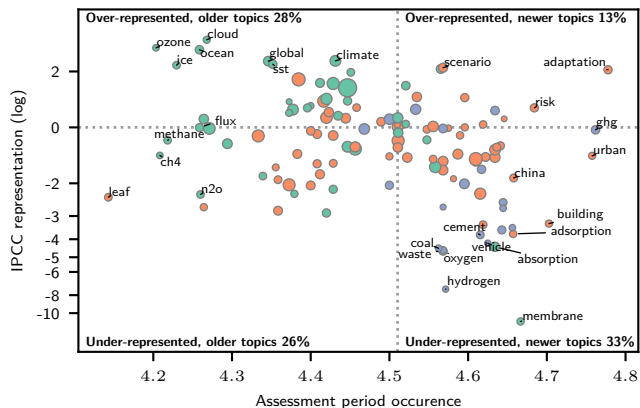 Over-represented, older topics 28%
Over-represented, newer topics 13%
cloud
ozone
ocean
ice
global
sst
climate
scenario
adaptation
risk
flux
methane
ch4
ghg
urban
china
leaf
n2o
building
cement
adsorption
coal
vehicle
waste
oxygen
absorption
hydrogen
membrane
Under-represented, older topics 26%
Under-represented, newer topics 33%
IPCC representation (log)
2
0
-1
-2
-3
-4
-5
-6
-8
-10
4.2
4.3
4.4
4.5
4.6
4.7
4.8
Assessment period occurence